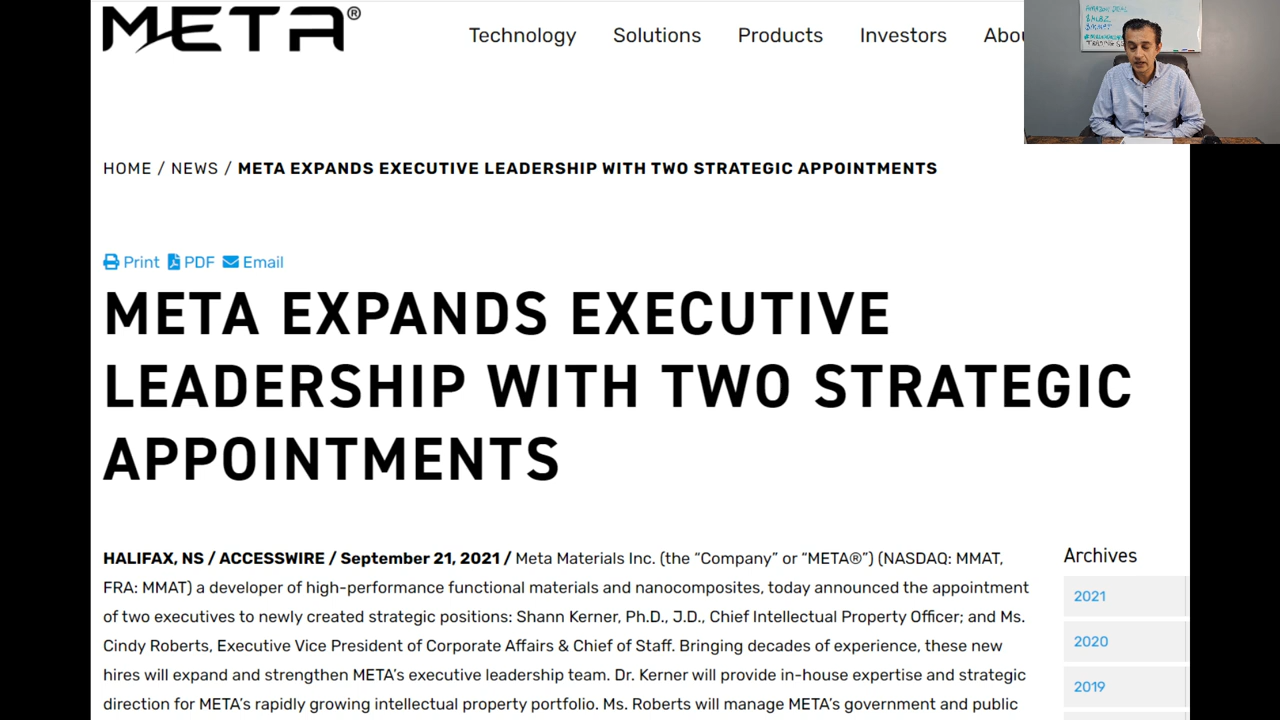 META®
Technology Solutions Products Investors Abou
HOME / NEWS / META EXPANDS EXECUTIVE LEADERSHIP WITH TWO STRATEGIC APPOINTMENTS
Print PDF Email
META EXPANDS EXECUTIVE
LEADERSHIP WITH TWO STRATEGIC
APPOINTMENTS
HALIFAX, NS / ACCESSWIRE / September 21, 2021 / Meta Materials Inc. (the “Company” or “META®”) (NASDAQ: MMAT,
FRA: MMAT) a developer of high-performance functional materials and nanocomposites, today announced the appointment
of two executives to newly created strategic positions: Shann Kerner, Ph.D., J.D., Chief Intellectual Property Officer; and Ms.
Cindy Roberts, Executive Vice President of Corporate Affairs & Chief of Staff. Bringing decades of experience, these new
hires will expand and strengthen META’s executive leadership team. Dr. Kerner will provide in-house expertise and strategic
direction for META’s rapidly growing intellectual property portfolio. Ms. Roberts will manage META’s government and public
Archives
2021
2020
2019